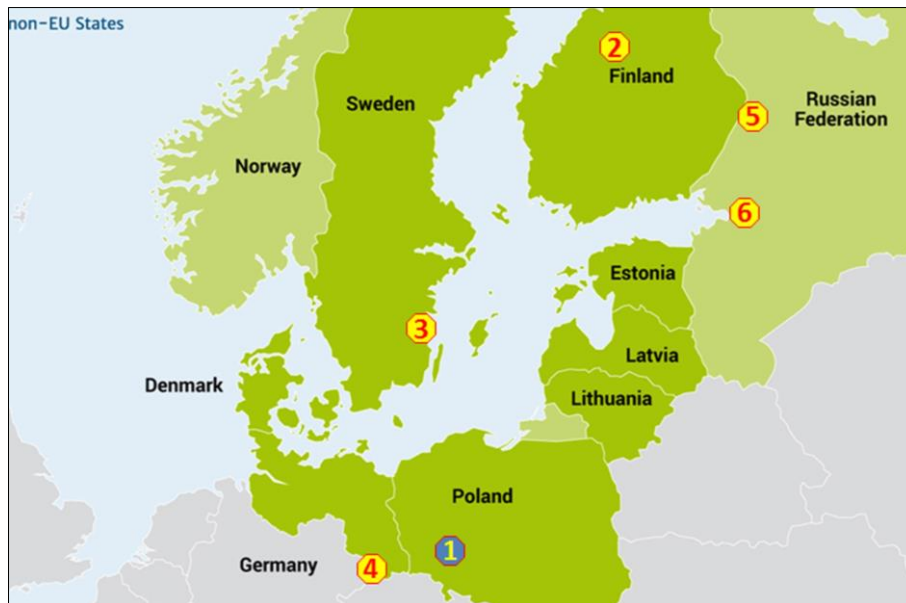 non-EU States
2
Finland
Sweden
Russian
Federation
5
Norway
6
Estonia
3
Latvia
Denmark
Lithuania
Poland
1
Germany
4